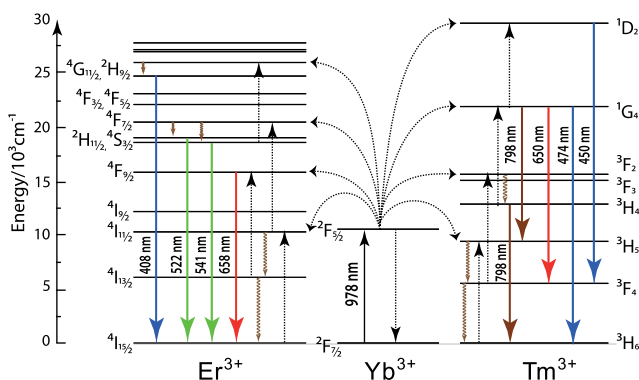 Energy/10³cm⁻¹
30
25
20
15
10
5
0
⁴G₁₁/₂, ²H₉/₂
⁴F₃/₂, ⁴F₅/₂
⁴F₇/₂
²H₁₁/₂, ⁴S₃/₂
⁴F₉/₂
⁴I₉/₂
⁴I₁₁/₂
⁴I₁₃/₂
⁴I₁₅/₂
408 nm
522 nm
541 nm
658 nm
Er³⁺
²F₅/₂
978 nm
²F₇/₂
Yb³⁺
798 nm
650 nm
474 nm
450 nm
798 nm
¹D₂
¹G₄
³F₂
³F₃
³H₄
³H₅
³F₄
³H₆
Tm³⁺